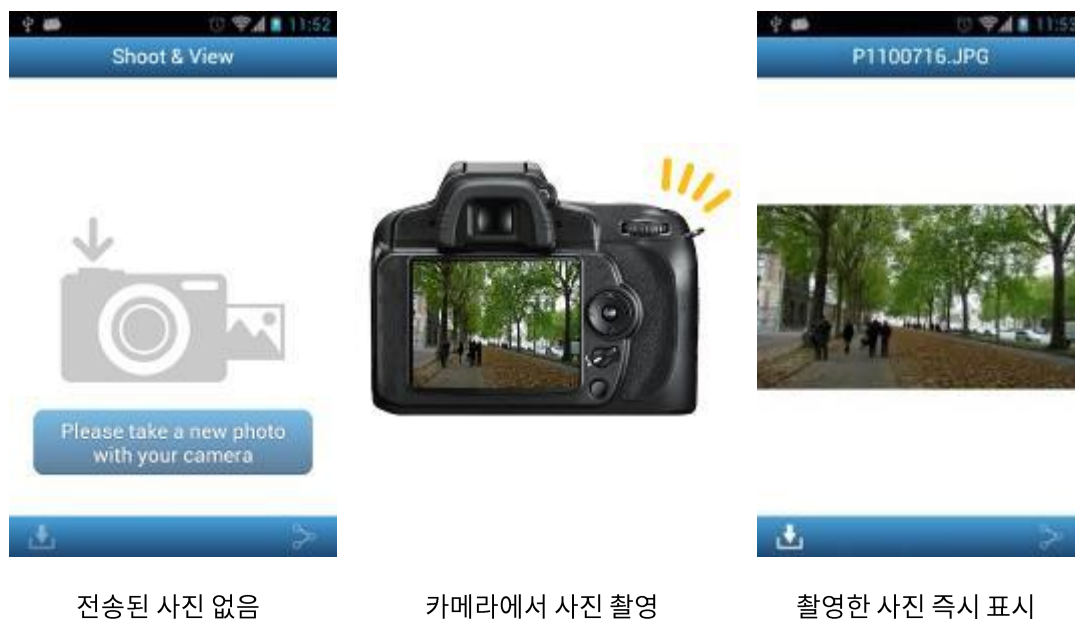 11:52
Shoot & View
Please take a new photo
with your camera
전송된 사진 없음
카메라에서 사진 촬영
11:53
P1100716.JPG
촬영한 사진 즉시 표시